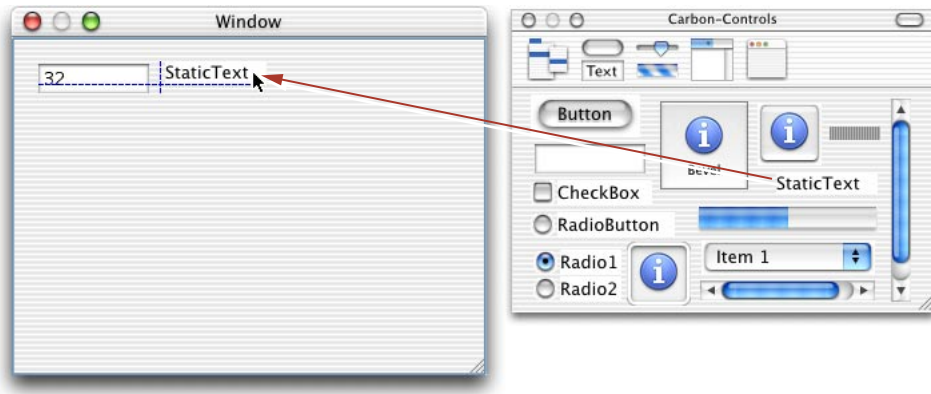 Window
32
StaticText
Carbon-Controls
Text
Button
Bevel
StaticText
CheckBox
RadioButton
Radio1
Item 1
Radio2